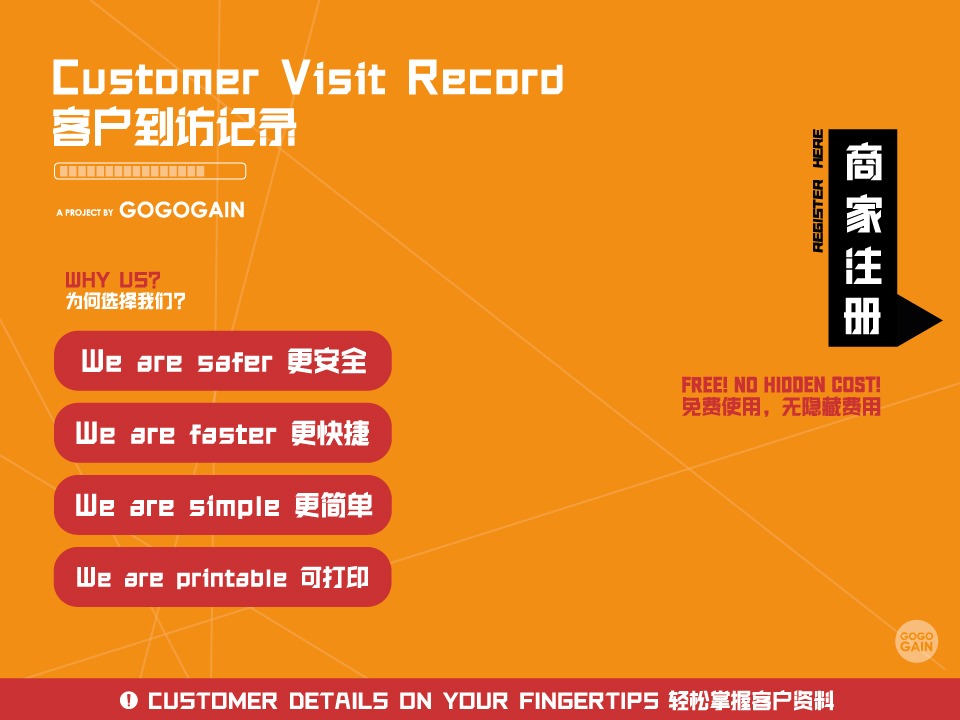 Customer Visit Record
客户到访记录
A PROJECT BY GOGOGAIN
WHY US?
为何选择我们?
We are safer 更安全
We are faster 更快捷
We are simple 更简单
We are printable 可打印
REGISTER HERE
商家注册
FREE! NO HIDDEN COST!
免费使用，无隐藏费用
GOGO
GAIN
! CUSTOMER DETAILS ON YOUR FINGERTIPS 轻松掌握客户资料